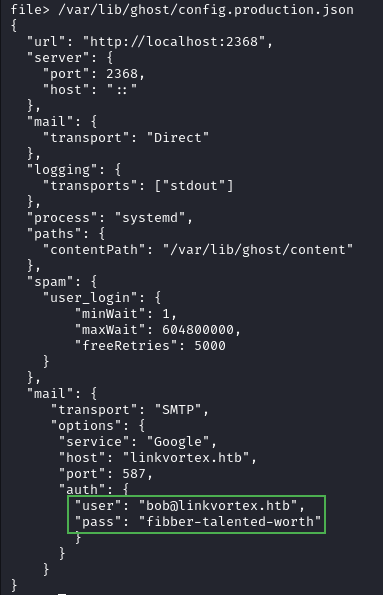 file> /var/lib/ghost/config.production.json
{
  "url": "http://localhost:2368",
  "server": {
    "port": 2368,
    "host": "::"
  },
  "mail": {
    "transport": "Direct"
  },
  "logging": {
    "transports": ["stdout"]
  },
  "process": "systemd",
  "paths": {
    "contentPath": "/var/lib/ghost/content"
  },
  "spam": {
    "user_login": {
        "minWait": 1,
        "maxWait": 604800000,
        "freeRetries": 5000
    }
  },
  "mail": {
     "transport": "SMTP",
     "options": {
      "service": "Google",
      "host": "linkvortex.htb",
      "port": 587,
      "auth": {
        "user": "bob@linkvortex.htb",
        "pass": "fibber-talented-worth"
        }
      }
    }
}